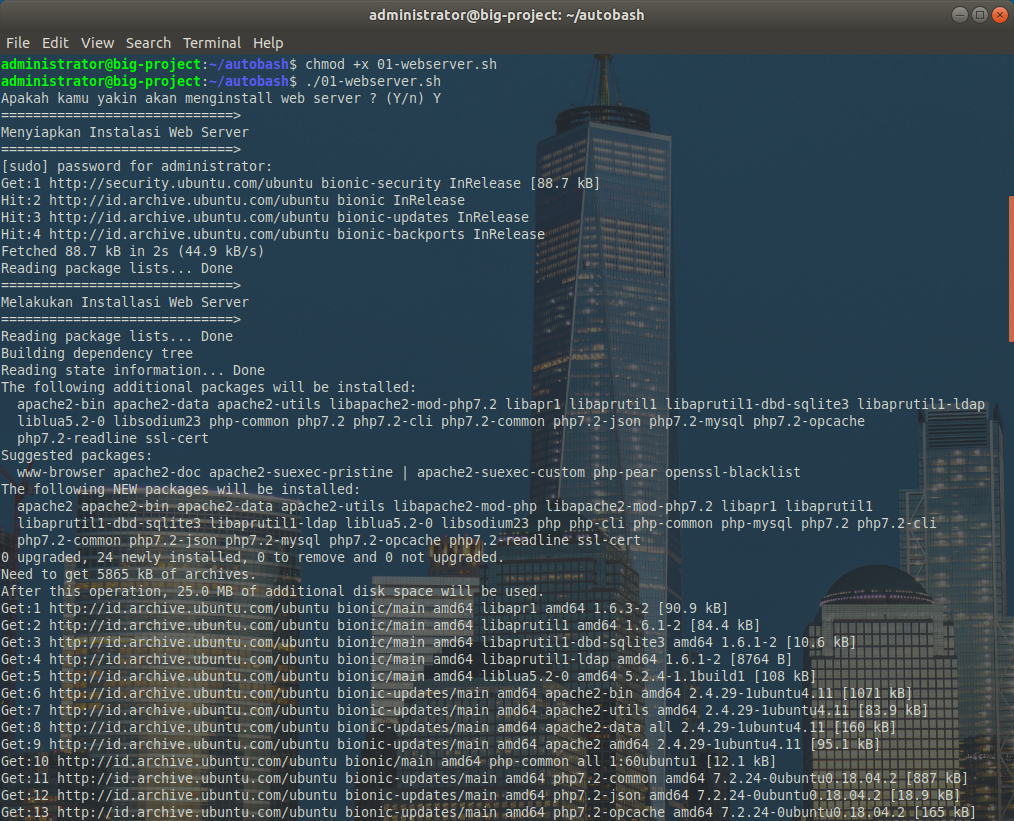 administrator@big-project: ~/autobash
File Edit View Search Terminal Help
administrator@big-project:~/autobash$ chmod +x 01-webserver.sh
administrator@big-project:~/autobash$ ./01-webserver.sh
Apakah kamu yakin akan menginstall web server ? (Y/n) Y
=============================>
Menyiapkan Instalasi Web Server
=============================>
[sudo] password for administrator:
Get:1 http://security.ubuntu.com/ubuntu bionic-security InRelease [88.7 kB]
Hit:2 http://id.archive.ubuntu.com/ubuntu bionic InRelease
Hit:3 http://id.archive.ubuntu.com/ubuntu bionic-updates InRelease
Hit:4 http://id.archive.ubuntu.com/ubuntu bionic-backports InRelease
Fetched 88.7 kB in 2s (44.9 kB/s)
Reading package lists... Done
=============================>
Melakukan Installasi Web Server
=============================>
Reading package lists... Done
Building dependency tree
Reading state information... Done
The following additional packages will be installed:
  apache2-bin apache2-data apache2-utils libapache2-mod-php7.2 libapr1 libaprutil1 libaprutil1-dbd-sqlite3 libaprutil1-ldap
  liblua5.2-0 libsodium23 php-common php7.2 php7.2-cli php7.2-common php7.2-json php7.2-mysql php7.2-opcache
  php7.2-readline ssl-cert
Suggested packages:
  www-browser apache2-doc apache2-suexec-pristine | apache2-suexec-custom php-pear openssl-blacklist
The following NEW packages will be installed:
  apache2 apache2-bin apache2-data apache2-utils libapache2-mod-php libapache2-mod-php7.2 libapr1 libaprutil1
  libaprutil1-dbd-sqlite3 libaprutil1-ldap liblua5.2-0 libsodium23 php php-cli php-common php-mysql php7.2 php7.2-cli
  php7.2-common php7.2-json php7.2-mysql php7.2-opcache php7.2-readline ssl-cert
0 upgraded, 24 newly installed, 0 to remove and 0 not upgraded.
Need to get 5865 kB of archives.
After this operation, 25.0 MB of additional disk space will be used.
Get:1 http://id.archive.ubuntu.com/ubuntu bionic/main amd64 libapr1 amd64 1.6.3-2 [90.9 kB]
Get:2 http://id.archive.ubuntu.com/ubuntu bionic/main amd64 libaprutil1 amd64 1.6.1-2 [84.4 kB]
Get:3 http://id.archive.ubuntu.com/ubuntu bionic/main amd64 libaprutil1-dbd-sqlite3 amd64 1.6.1-2 [10.6 kB]
Get:4 http://id.archive.ubuntu.com/ubuntu bionic/main amd64 libaprutil1-ldap amd64 1.6.1-2 [8764 B]
Get:5 http://id.archive.ubuntu.com/ubuntu bionic/main amd64 liblua5.2-0 amd64 5.2.4-1.1build1 [108 kB]
Get:6 http://id.archive.ubuntu.com/ubuntu bionic-updates/main amd64 apache2-bin amd64 2.4.29-1ubuntu4.11 [1071 kB]
Get:7 http://id.archive.ubuntu.com/ubuntu bionic-updates/main amd64 apache2-utils amd64 2.4.29-1ubuntu4.11 [83.9 kB]
Get:8 http://id.archive.ubuntu.com/ubuntu bionic-updates/main amd64 apache2-data all 2.4.29-1ubuntu4.11 [160 kB]
Get:9 http://id.archive.ubuntu.com/ubuntu bionic-updates/main amd64 apache2 amd64 2.4.29-1ubuntu4.11 [95.1 kB]
Get:10 http://id.archive.ubuntu.com/ubuntu bionic/main amd64 php-common all 1:60ubuntu1 [12.1 kB]
Get:11 http://id.archive.ubuntu.com/ubuntu bionic-updates/main amd64 php7.2-common amd64 7.2.24-0ubuntu0.18.04.2 [887 kB]
Get:12 http://id.archive.ubuntu.com/ubuntu bionic-updates/main amd64 php7.2-json amd64 7.2.24-0ubuntu0.18.04.2 [18.9 kB]
Get:13 http://id.archive.ubuntu.com/ubuntu bionic-updates/main amd64 php7.2-opcache amd64 7.2.24-0ubuntu0.18.04.2 [165 kB]